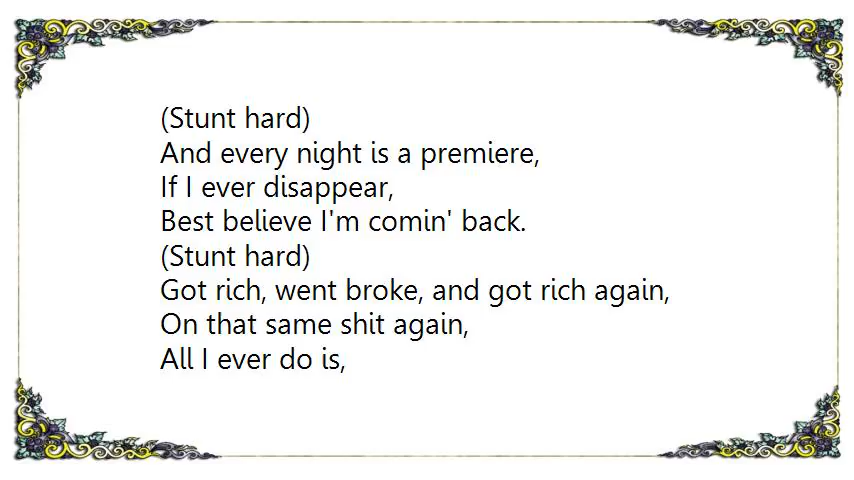 (Stunt hard)
And every night is a premiere,
If I ever disappear,
Best believe I'm comin' back.
(Stunt hard)
Got rich, went broke, and got rich again,
On that same shit again,
All I ever do is,